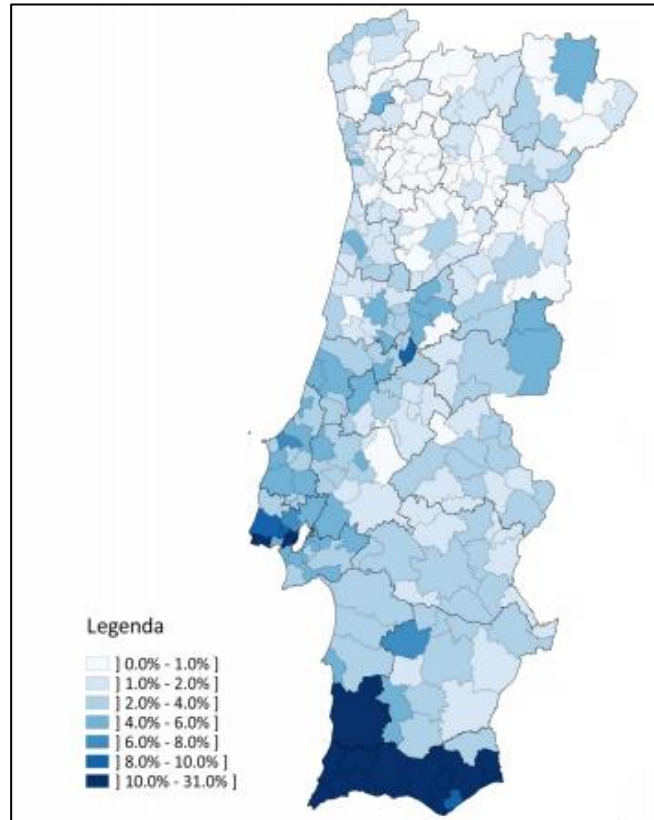 Legenda
] 0.0% - 1.0% ]
] 1.0% - 2.0% ]
] 2.0% - 4.0% ]
] 4.0% - 6.0% ]
] 6.0% - 8.0% ]
] 8.0% - 10.0% ]
] 10.0% - 31.0% ]